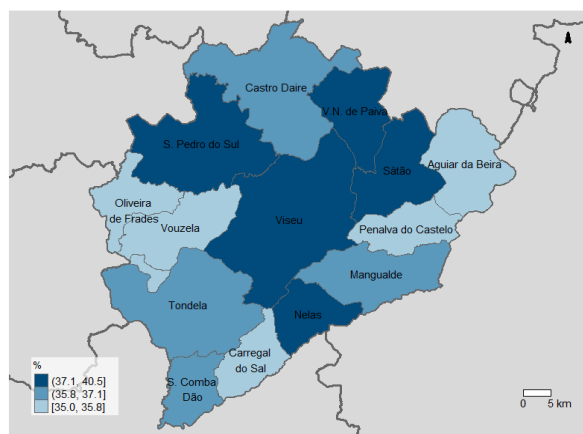 Castro Daire
V.N. de Paiva
S. Pedro do Sul
Sátão
Aguiar da Beira
Oliveira
de Frades
Vouzela
Viseu
Penalva do Castelo
Mangualde
Tondela
Nelas
Carregal
do Sal
S. Comba
Dão
%
(37.1, 40.5]
(35.8, 37.1]
[35.0, 35.8]
0 5 km